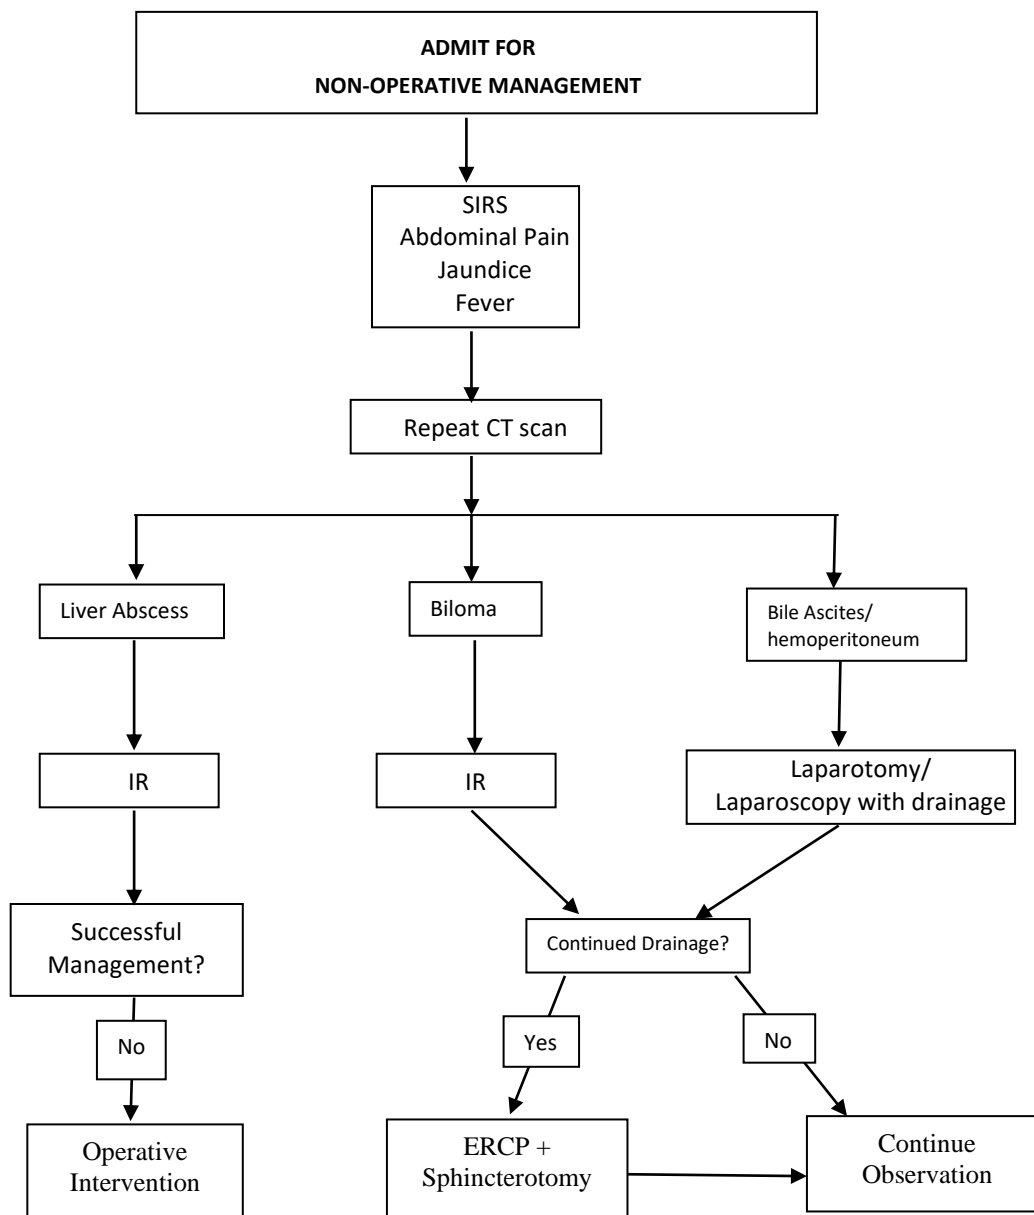 ADMIT FOR
NON-OPERATIVE MANAGEMENT
SIRS
Abdominal Pain
Jaundice
Fever
Repeat CT scan
Liver Abscess
Biloma
Bile Ascites/
hemoperitoneum
IR
IR
Laparotomy/
Laparoscopy with drainage
Successful
Management?
Continued Drainage?
No
Yes
No
Operative
Intervention
ERCP +
Sphincterotomy
Continue
Observation